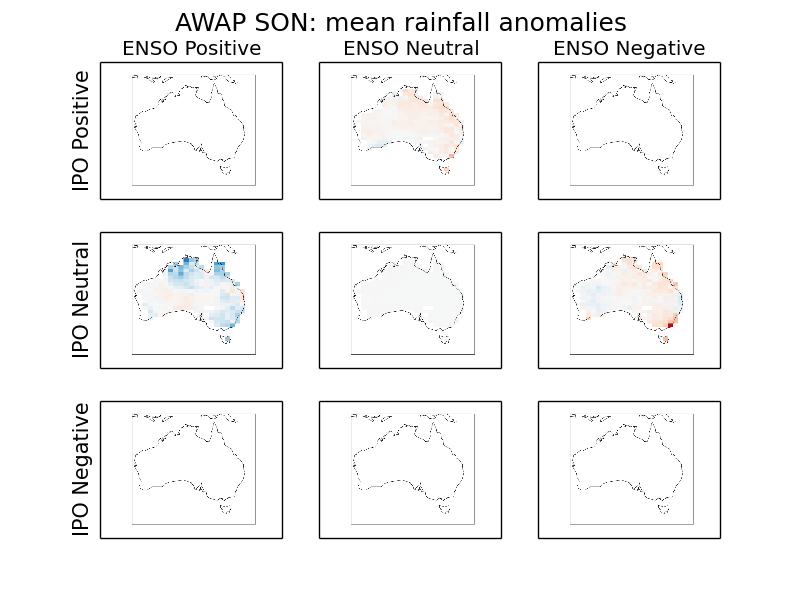 AWAP SON: mean rainfall anomalies
ENSO Positive
ENSO Neutral
ENSO Negative
IPO Positive
IPO Neutral
IPO Negative